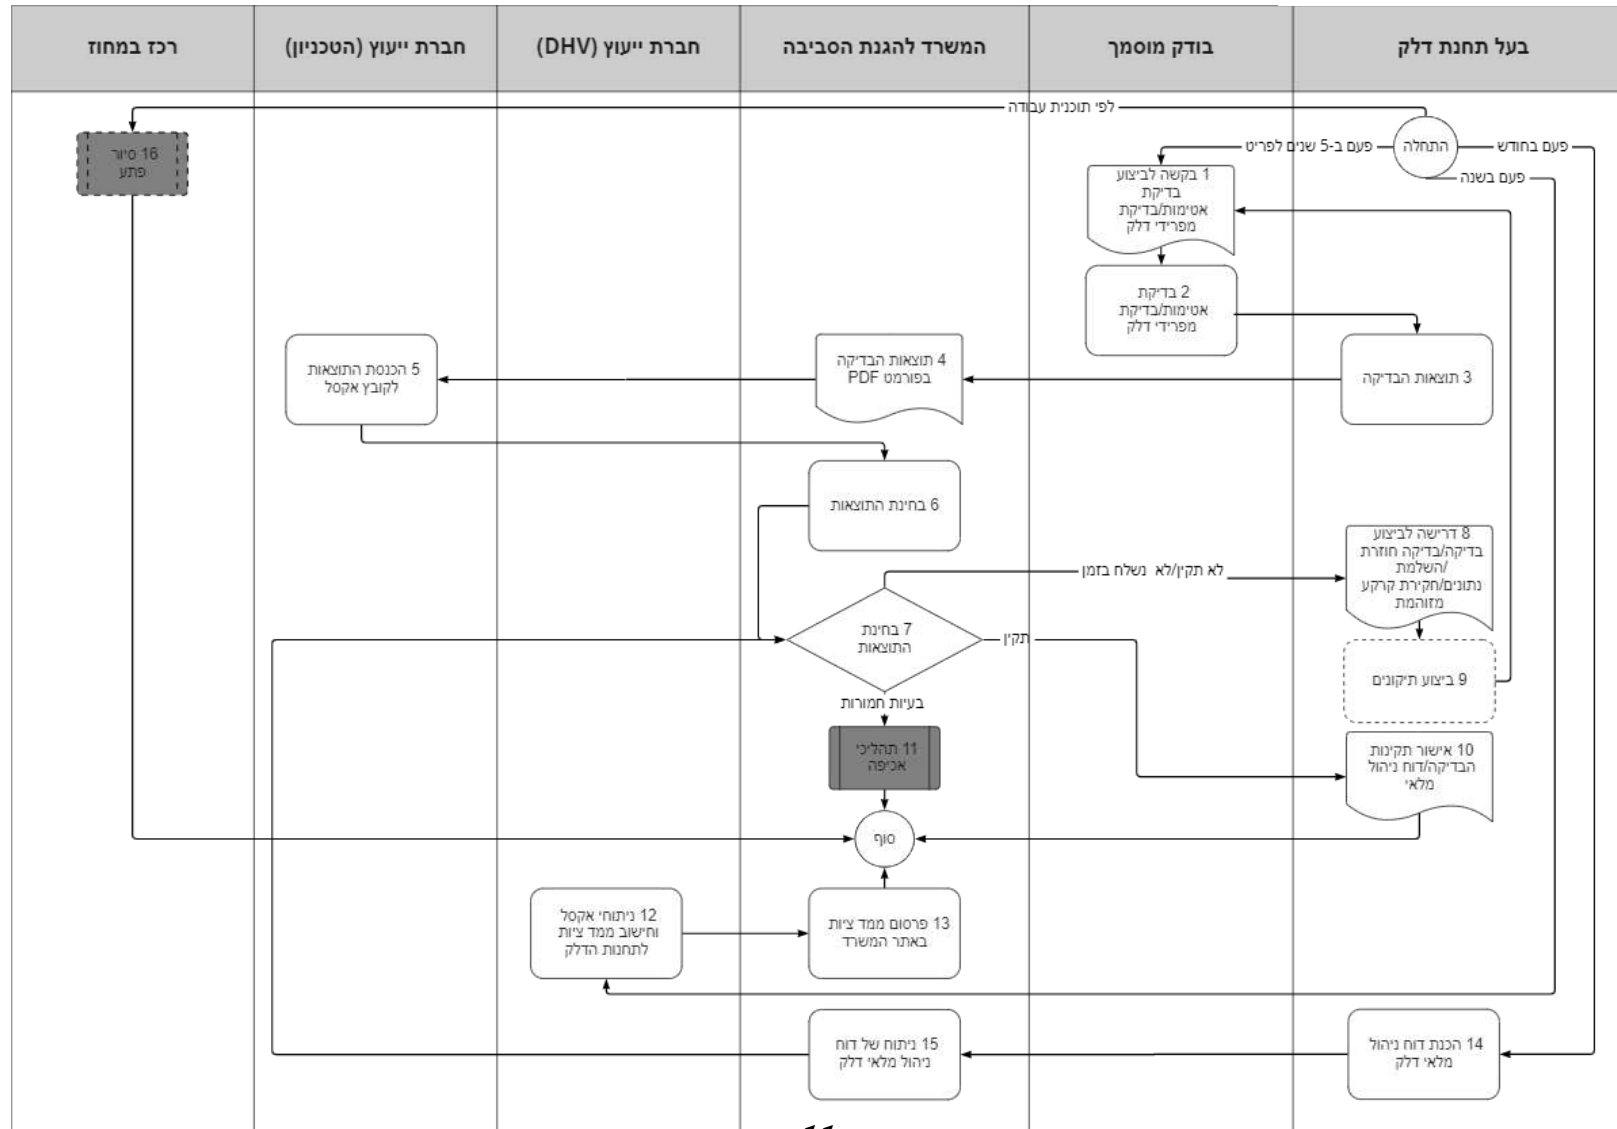 בעל תחנת דלק
בודק מוסמך
המשרד להגנת הסביבה
חברת ייעוץ (DHV)
חברת ייעוץ (הטכניון)
רכז במחוז
לפי תוכנית עבודה
התחלה
פעם בחודש
פעם ב-5 שנים לפריט
פעם בשנה
16 סיור
פתע
1 בקשה לביצוע
בדיקת
אטימות/בדיקת
מפרידי דלק
2 בדיקת
אטימות/בדיקת
מפרידי דלק
3 תוצאות הבדיקה
4 תוצאות הבדיקה
בפורמט PDF
5 הכנסת התוצאות
לקובץ אקסל
6 בחינת התוצאות
8 דרישה לביצוע
בדיקה/בדיקה חוזרת
/השלמת
נתונים/חקירת קרקע
מזוהמת
לא תקין/לא נשלח בזמן
7 בחינת
התוצאות
תקין
9 ביצוע תיקונים
בעיות חמורות
11 תהליכי
אכיפה
10 אישור תקינות
הבדיקה/דוח ניהול
מלאי
סוף
13 פרסום ממד ציות
באתר המשרד
12 ניתוחי אקסל
וחישוב ממד ציות
לתחנות הדלק
14 הכנת דוח ניהול
מלאי דלק
15 ניתוח של דוח
ניהול מלאי דלק